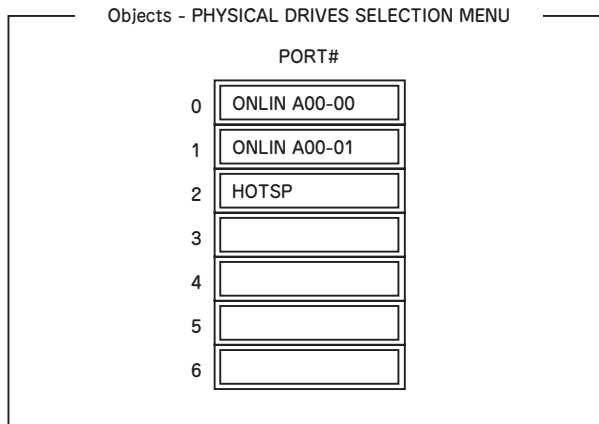 Objects - PHYSICAL DRIVES SELECTION MENU
PORT#
0 ONLIN A00-00
1 ONLIN A00-01
2 HOTSP
3
4
5
6